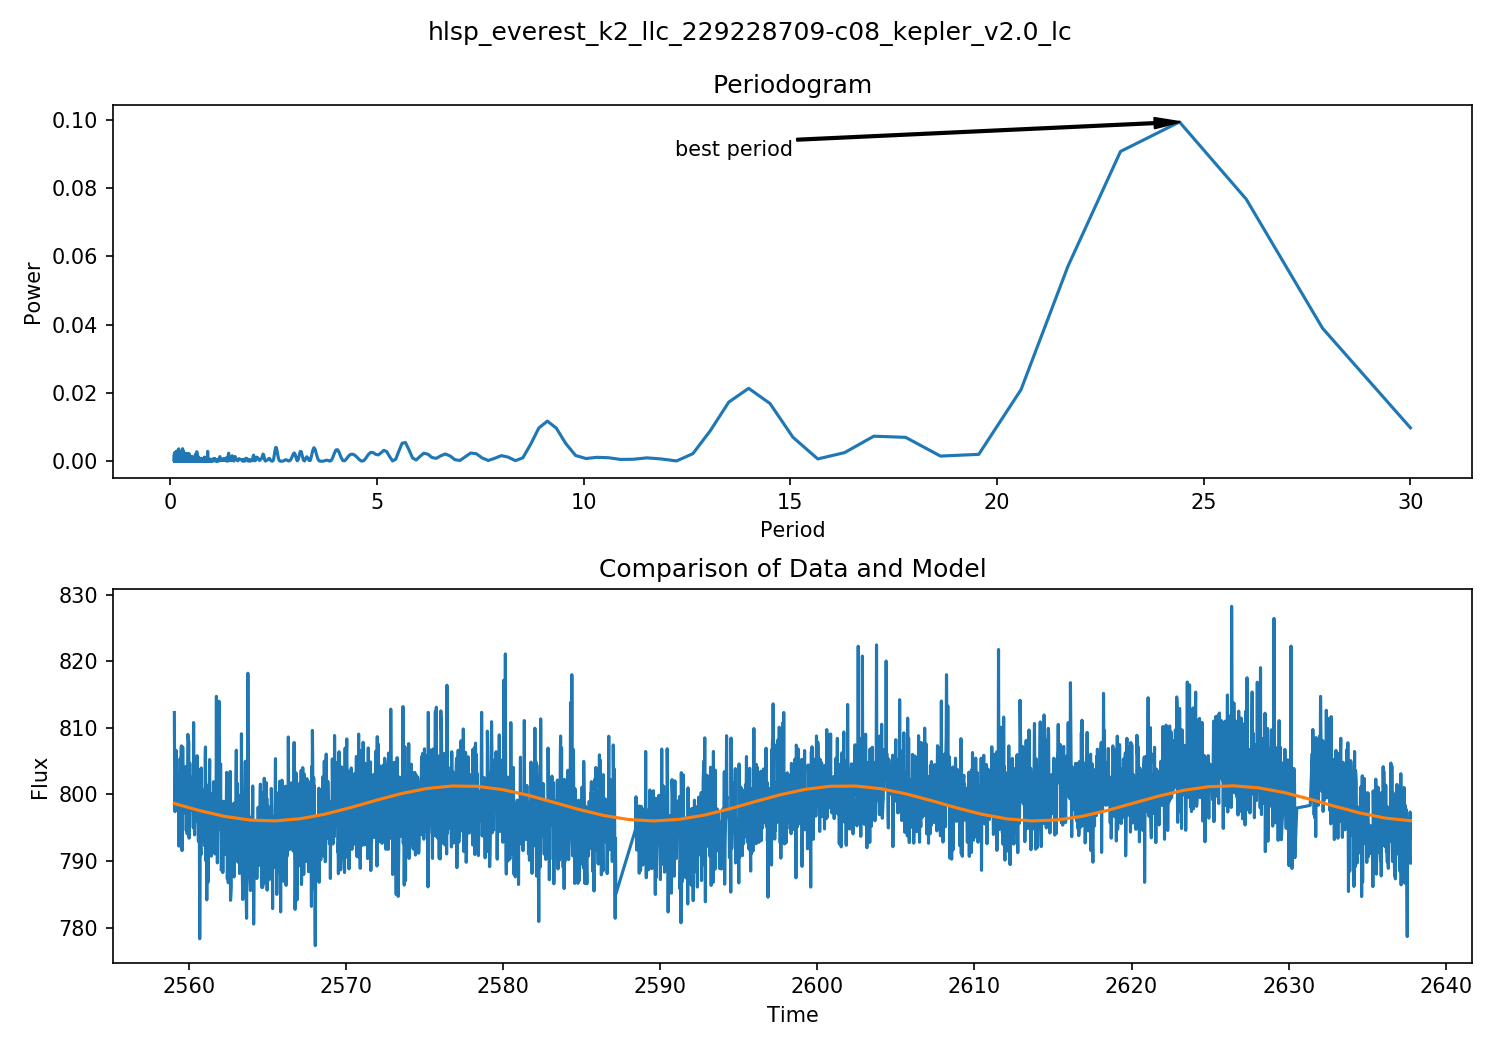 hlsp_everest_k2_llc_229228709-c08_kepler_v2.0_lc
Periodogram
0.10
0.08
0.06
0.04
0.02
0.00
Power
best period
0 5 10 15 20 25 30
Period
Comparison of Data and Model
830
820
810
800
790
780
Flux
2560 2570 2580 2590 2600 2610 2620 2630 2640
Time